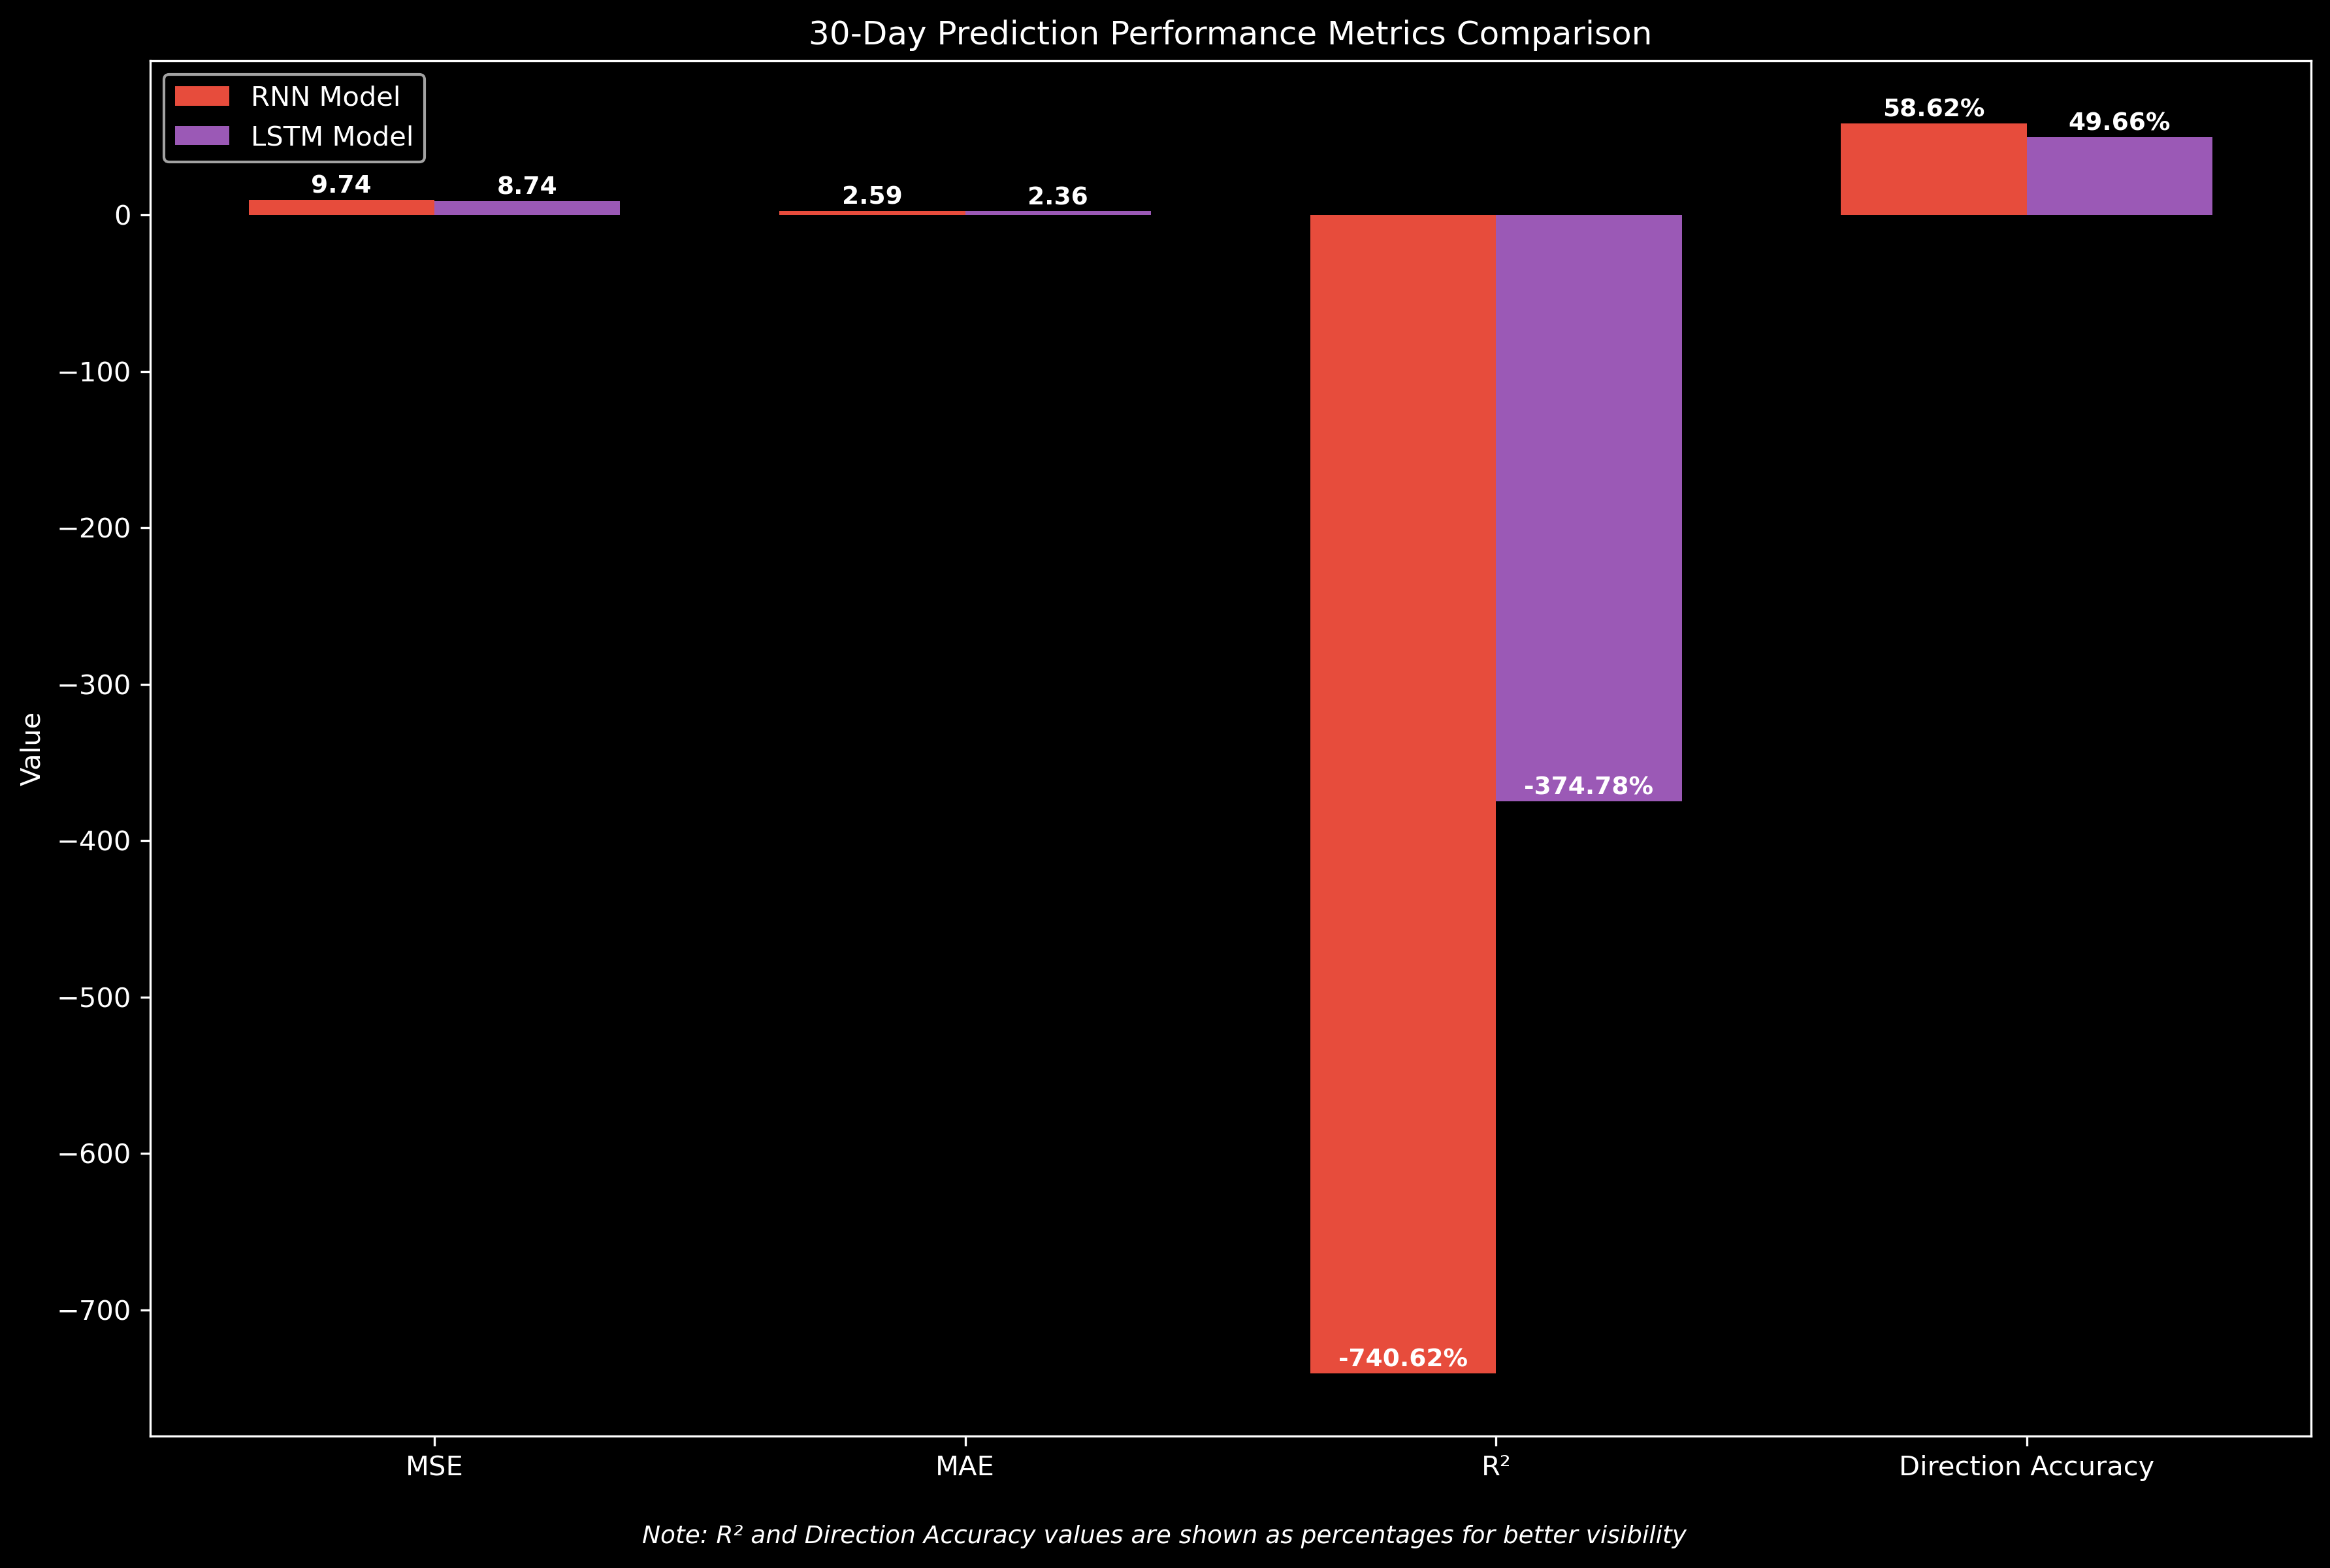 30-Day Prediction Performance Metrics Comparison
RNN Model
LSTM Model
9.74
8.74
2.59
2.36
58.62%
49.66%
-374.78%
-740.62%
0
−100
−200
−300
−400
−500
−600
−700
Value
MSE
MAE
R²
Direction Accuracy
Note: R² and Direction Accuracy values are shown as percentages for better visibility